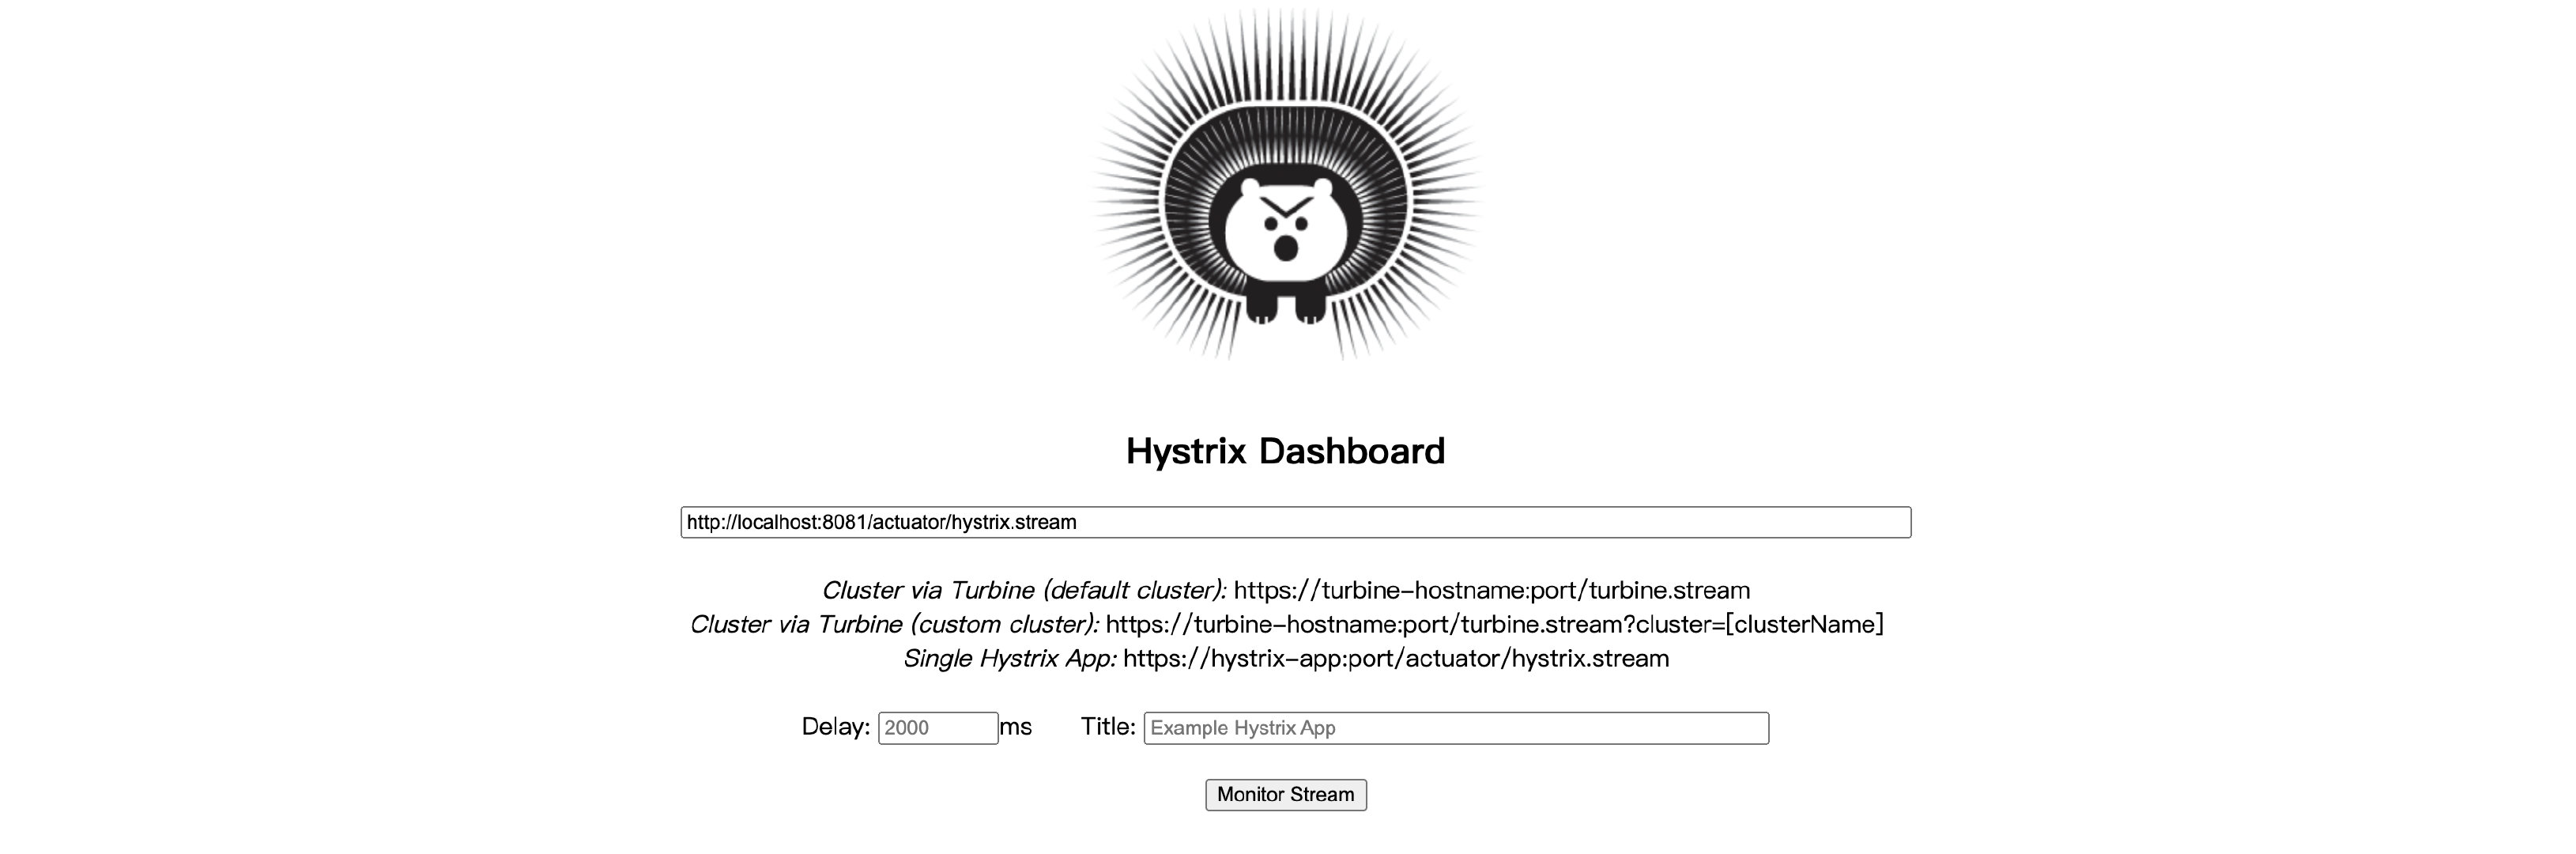 Hystrix Dashboard
http://localhost:8081/actuator/hystrix.stream
Cluster via Turbine (default cluster): https://turbine-hostname:port/turbine.stream
Cluster via Turbine (custom cluster): https://turbine-hostname:port/turbine.stream?cluster=[clusterName]
Single Hystrix App: https://hystrix-app:port/actuator/hystrix.stream
Delay: 2000 ms Title: Example Hystrix App
Monitor Stream